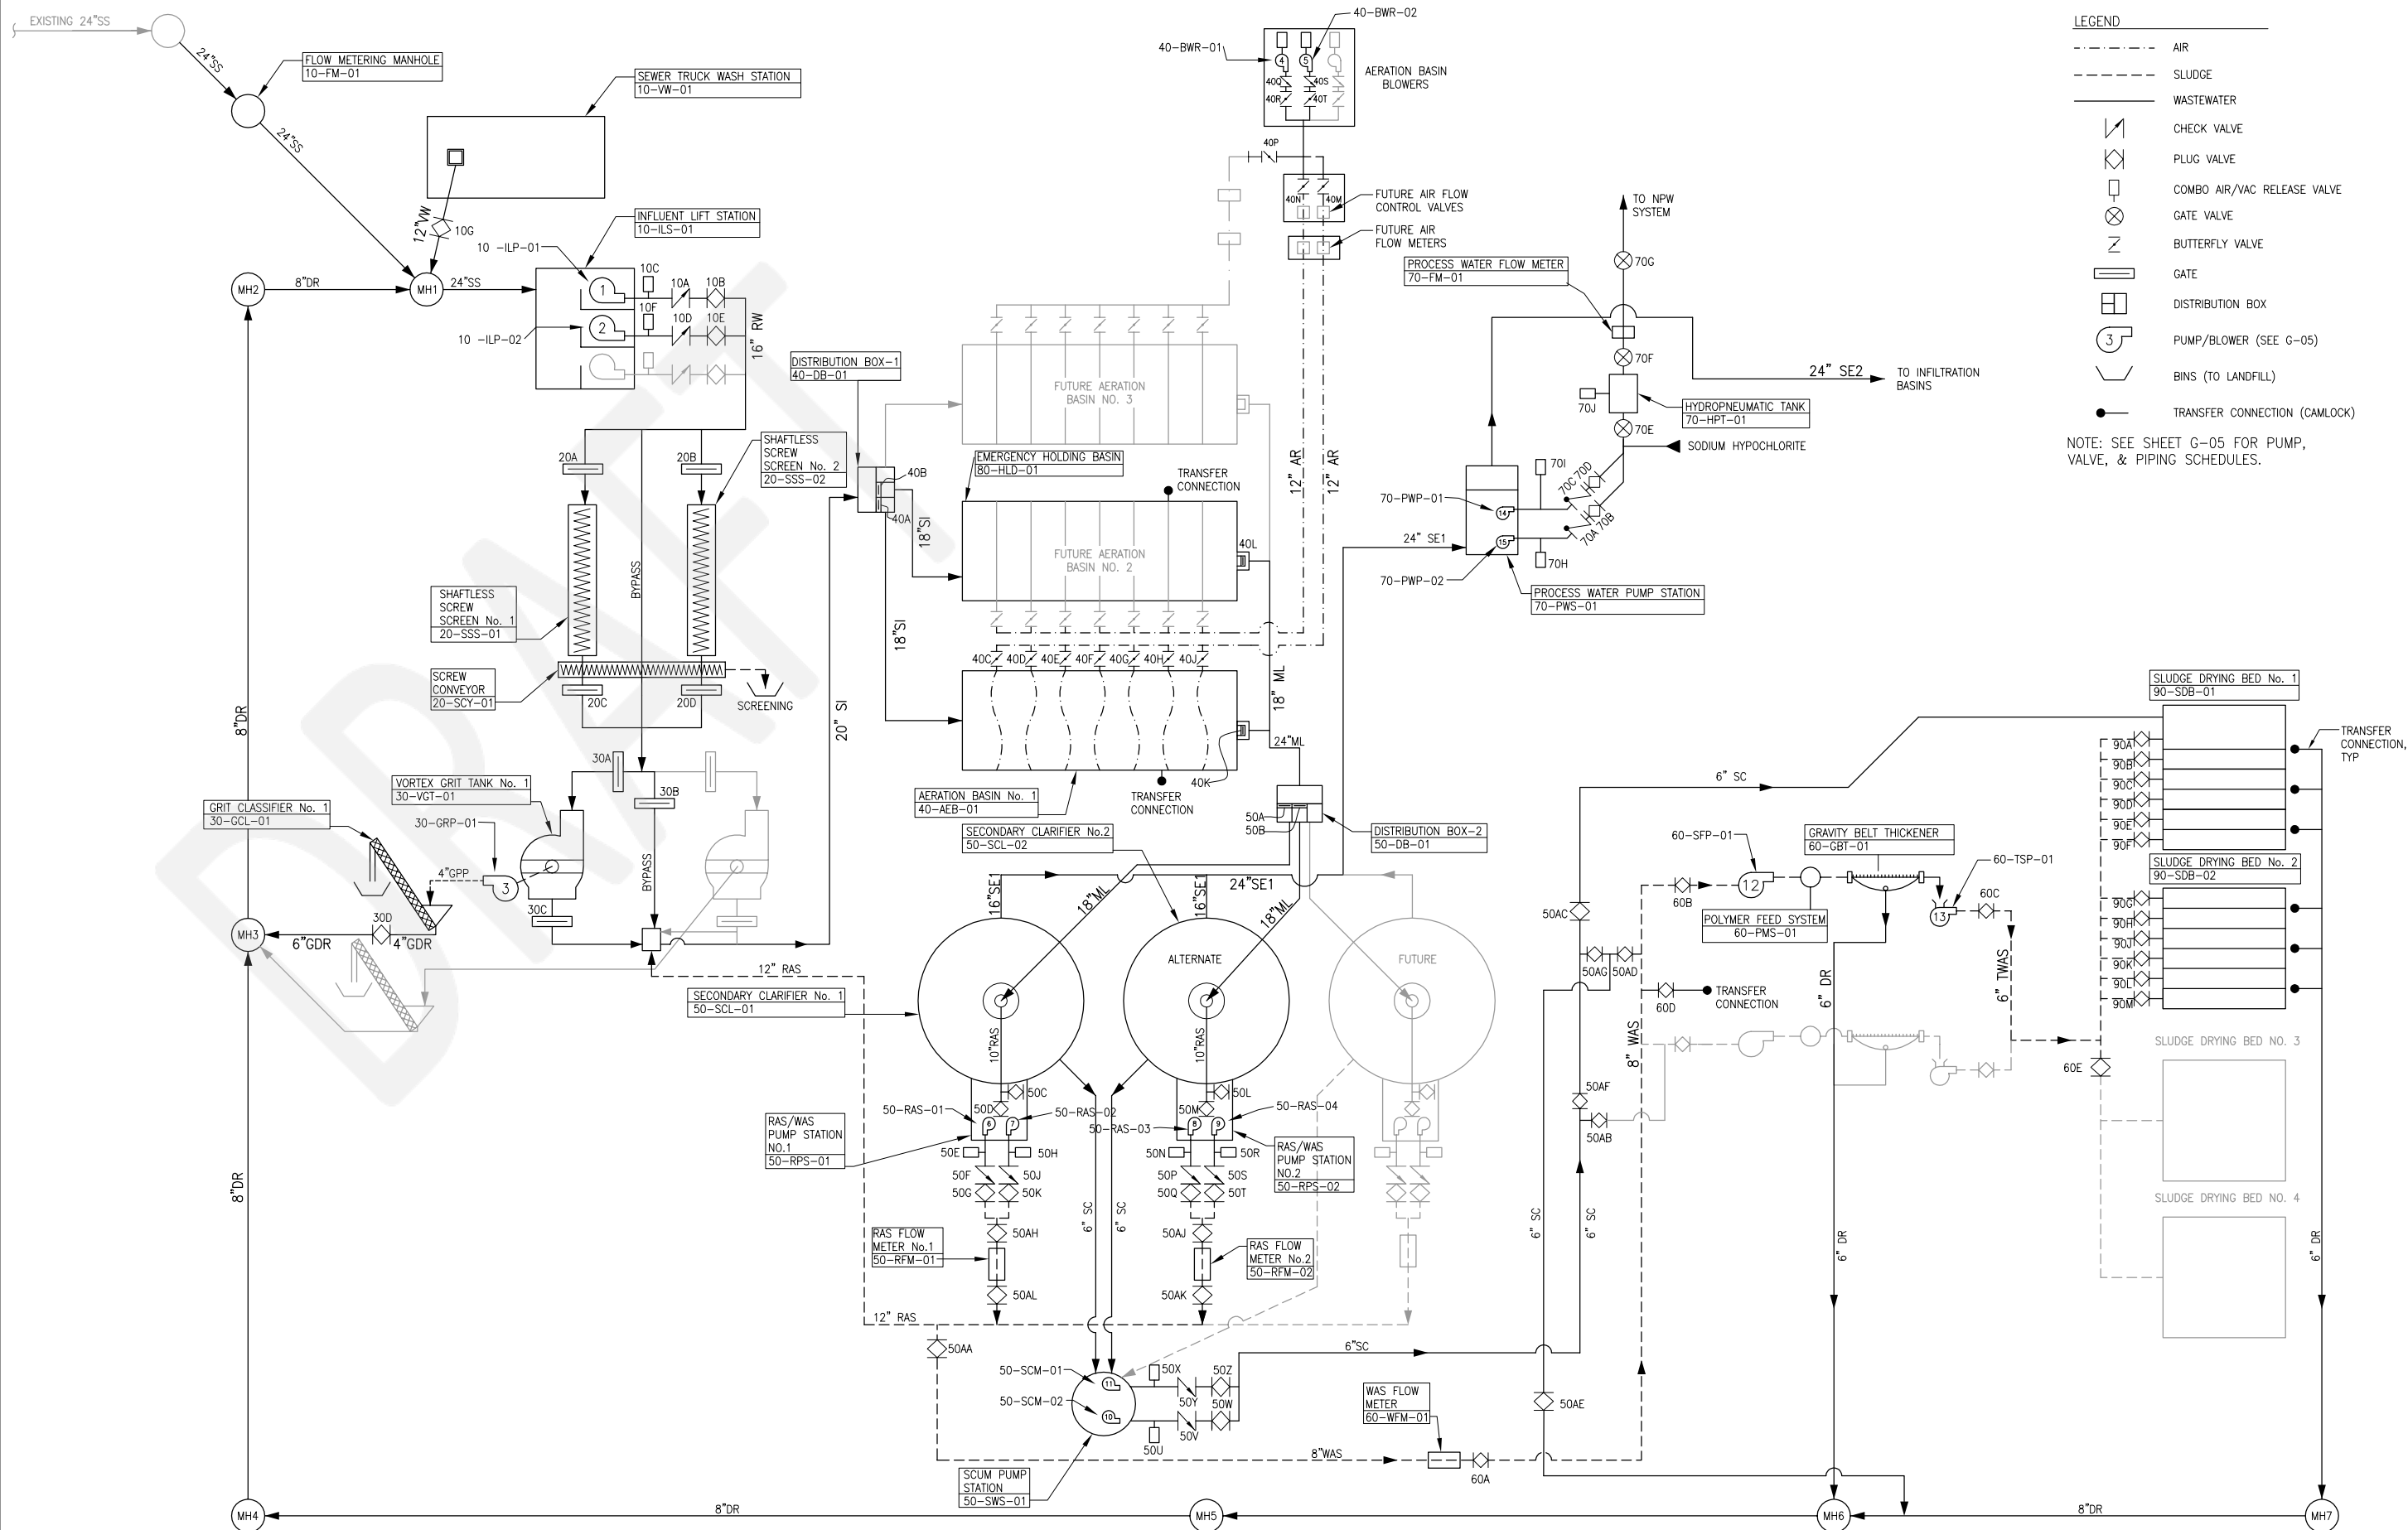 EXISTING 24"SS
24"SS
FLOW METERING MANHOLE
10-FM-01
24"SS
SEWER TRUCK WASH STATION
10-VW-01
12"VW
10G
INFLUENT LIFT STATION
10-ILS-01
10 -ILP-01
10 -ILP-02
MH2
8"DR
MH1
24"SS
1
2
10C
10A
10B
10F
10D
10E
16" RW
40-BWR-01
40-BWR-02
4
5
40Q
40S
40R
40T
AERATION BASIN
BLOWERS
40P
40N
40M
FUTURE AIR FLOW
CONTROL VALVES
FUTURE AIR
FLOW METERS
12" AR
12" AR
LEGEND
AIR
SLUDGE
WASTEWATER
CHECK VALVE
PLUG VALVE
COMBO AIR/VAC RELEASE VALVE
GATE VALVE
BUTTERFLY VALVE
GATE
DISTRIBUTION BOX
3
PUMP/BLOWER (SEE G-05)
BINS (TO LANDFILL)
TRANSFER CONNECTION (CAMLOCK)
NOTE: SEE SHEET G-05 FOR PUMP,
VALVE, & PIPING SCHEDULES.
TO NPW
SYSTEM
70G
PROCESS WATER FLOW METER
70-FM-01
70F
24" SE2
TO INFILTRATION
BASINS
70J
HYDROPNEUMATIC TANK
70-HPT-01
70E
SODIUM HYPOCHLORITE
70I
70C
70D
70-PWP-01
14
15
70A
70B
24" SE1
70H
70-PWP-02
PROCESS WATER PUMP STATION
70-PWS-01
DISTRIBUTION BOX-1
40-DB-01
40B
40A
18"SI
18"SI
FUTURE AERATION
BASIN NO. 3
EMERGENCY HOLDING BASIN
80-HLD-01
TRANSFER
CONNECTION
FUTURE AERATION
BASIN NO. 2
40L
40C
40D
40E
40F
40G
40H
40J
18" ML
40K
24"ML
AERATION BASIN No. 1
40-AEB-01
TRANSFER
CONNECTION
20A
20B
SHAFTLESS
SCREW
SCREEN No. 2
20-SSS-02
BYPASS
SHAFTLESS
SCREW
SCREEN No. 1
20-SSS-01
SCREW
CONVEYOR
20-SCY-01
20C
20D
SCREENING
20" SI
8"DR
30A
30B
VORTEX GRIT TANK No. 1
30-VGT-01
GRIT CLASSIFIER No. 1
30-GCL-01
30-GRP-01
4"GPP
3
BYPASS
30C
30D
MH3
6"GDR
4"GDR
12" RAS
50A
50B
DISTRIBUTION BOX-2
50-DB-01
SECONDARY CLARIFIER No.2
50-SCL-02
16"SE1
18"ML
16"SE1
24"SE1
18"ML
ALTERNATE
FUTURE
SECONDARY CLARIFIER No. 1
50-SCL-01
10"RAS
10"RAS
50C
50D
50-RAS-01
50-RAS-02
6
7
RAS/WAS
PUMP STATION
NO.1
50-RPS-01
50E
50H
50F
50J
50G
50K
50L
50M
50-RAS-03
50-RAS-04
8
9
RAS/WAS
PUMP STATION
NO.2
50-RPS-02
50N
50R
50P
50S
50Q
50T
6" SC
6" SC
RAS FLOW
METER No.1
50-RFM-01
50AH
50AL
50AJ
RAS FLOW
METER No.2
50-RFM-02
50AK
12" RAS
50AA
50-SCM-01
50-SCM-02
11
10
50X
50Z
50Y
50W
50U
50V
SCUM PUMP
STATION
50-SWS-01
6"SC
8"WAS
WAS FLOW
METER
60-WFM-01
60A
50AE
6" SC
6" SC
8" WAS
50AC
50AG
50AD
50AF
50AB
60D
TRANSFER
CONNECTION
6" SC
60-SFP-01
12
60B
GRAVITY BELT THICKENER
60-GBT-01
POLYMER FEED SYSTEM
60-PMS-01
60-TSP-01
13
60C
6" DR
6" TWAS
6" DR
60E
SLUDGE DRYING BED No. 1
90-SDB-01
90A
90B
90C
90D
90E
90F
TRANSFER
CONNECTION,
TYP
SLUDGE DRYING BED No. 2
90-SDB-02
90G
90H
90J
90K
90L
90M
SLUDGE DRYING BED NO. 3
SLUDGE DRYING BED NO. 4
6" DR
8"DR
MH4
8"DR
MH5
MH6
8"DR
MH7
DRAFT